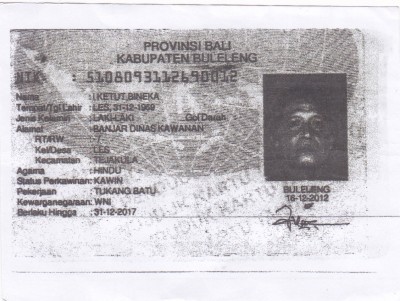 PROVINSI BALI
KABUPATEN BULELENG
NIK : 5108093112690012
Nama : I KETUT BINEKA
Tempat/Tgl Lahir : LES, 31-12-1969
Jenis Kelamin : LAKI-LAKI Gol Darah
Alamat : BANJAR DINAS KAWANAN
RT/RW
Kel/Desa : LES
Kecamatan : TEJAKULA
Agama : HINDU
Status Perkawinan: KAWIN
Pekerjaan : TUKANG BATU
Kewarganegaraan: WNI
Berlaku Hingga : 31-12-2017
BULELENG
16-12-2012